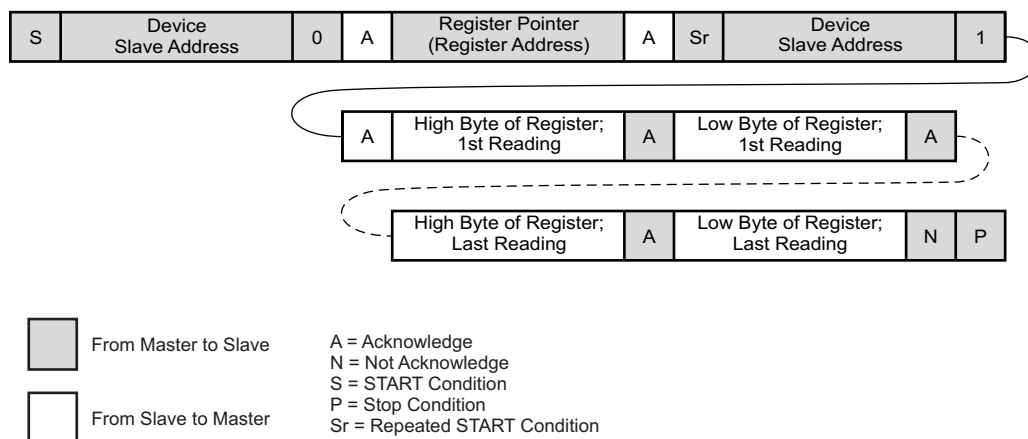 S Device Slave Address 0 A Register Pointer (Register Address) A Sr Device Slave Address 1
A High Byte of Register; 1st Reading A Low Byte of Register; 1st Reading A
High Byte of Register; Last Reading A Low Byte of Register; Last Reading N P
From Master to Slave
From Slave to Master
A = Acknowledge
N = Not Acknowledge
S = START Condition
P = Stop Condition
Sr = Repeated START Condition